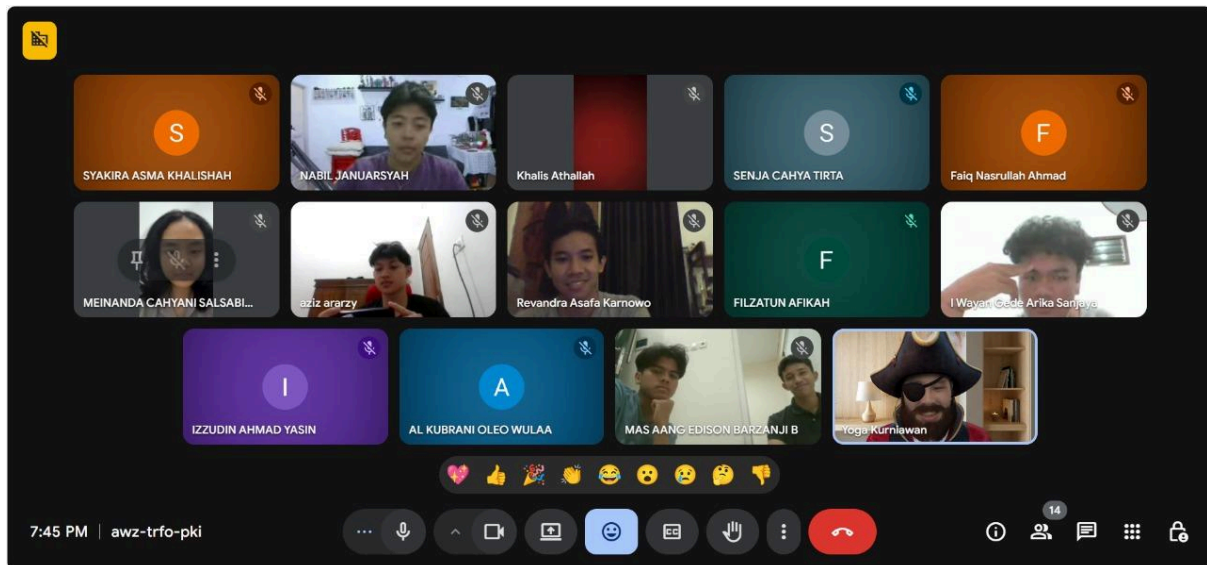 S
SYAKIRA ASMA KHALISHAH
NABIL JANUARSYAH
Khalis Athallah
S
SENJA CAHYA TIRTA
F
Faiq Nasrullah Ahmad
MEINANDA CAHYANI SALSABI...
aziz ararzy
Revandra Asafa Karnowo
F
FILZATUN AFIKAH
I Wayan Gede Arika Sanjaya
I
IZZUDIN AHMAD YASIN
A
AL KUBRANI OLEO WULAA
MAS AANG EDISON BARZANJI B
Yoga Kurniawan
7:45 PM | awz-trfo-pki
CC
14